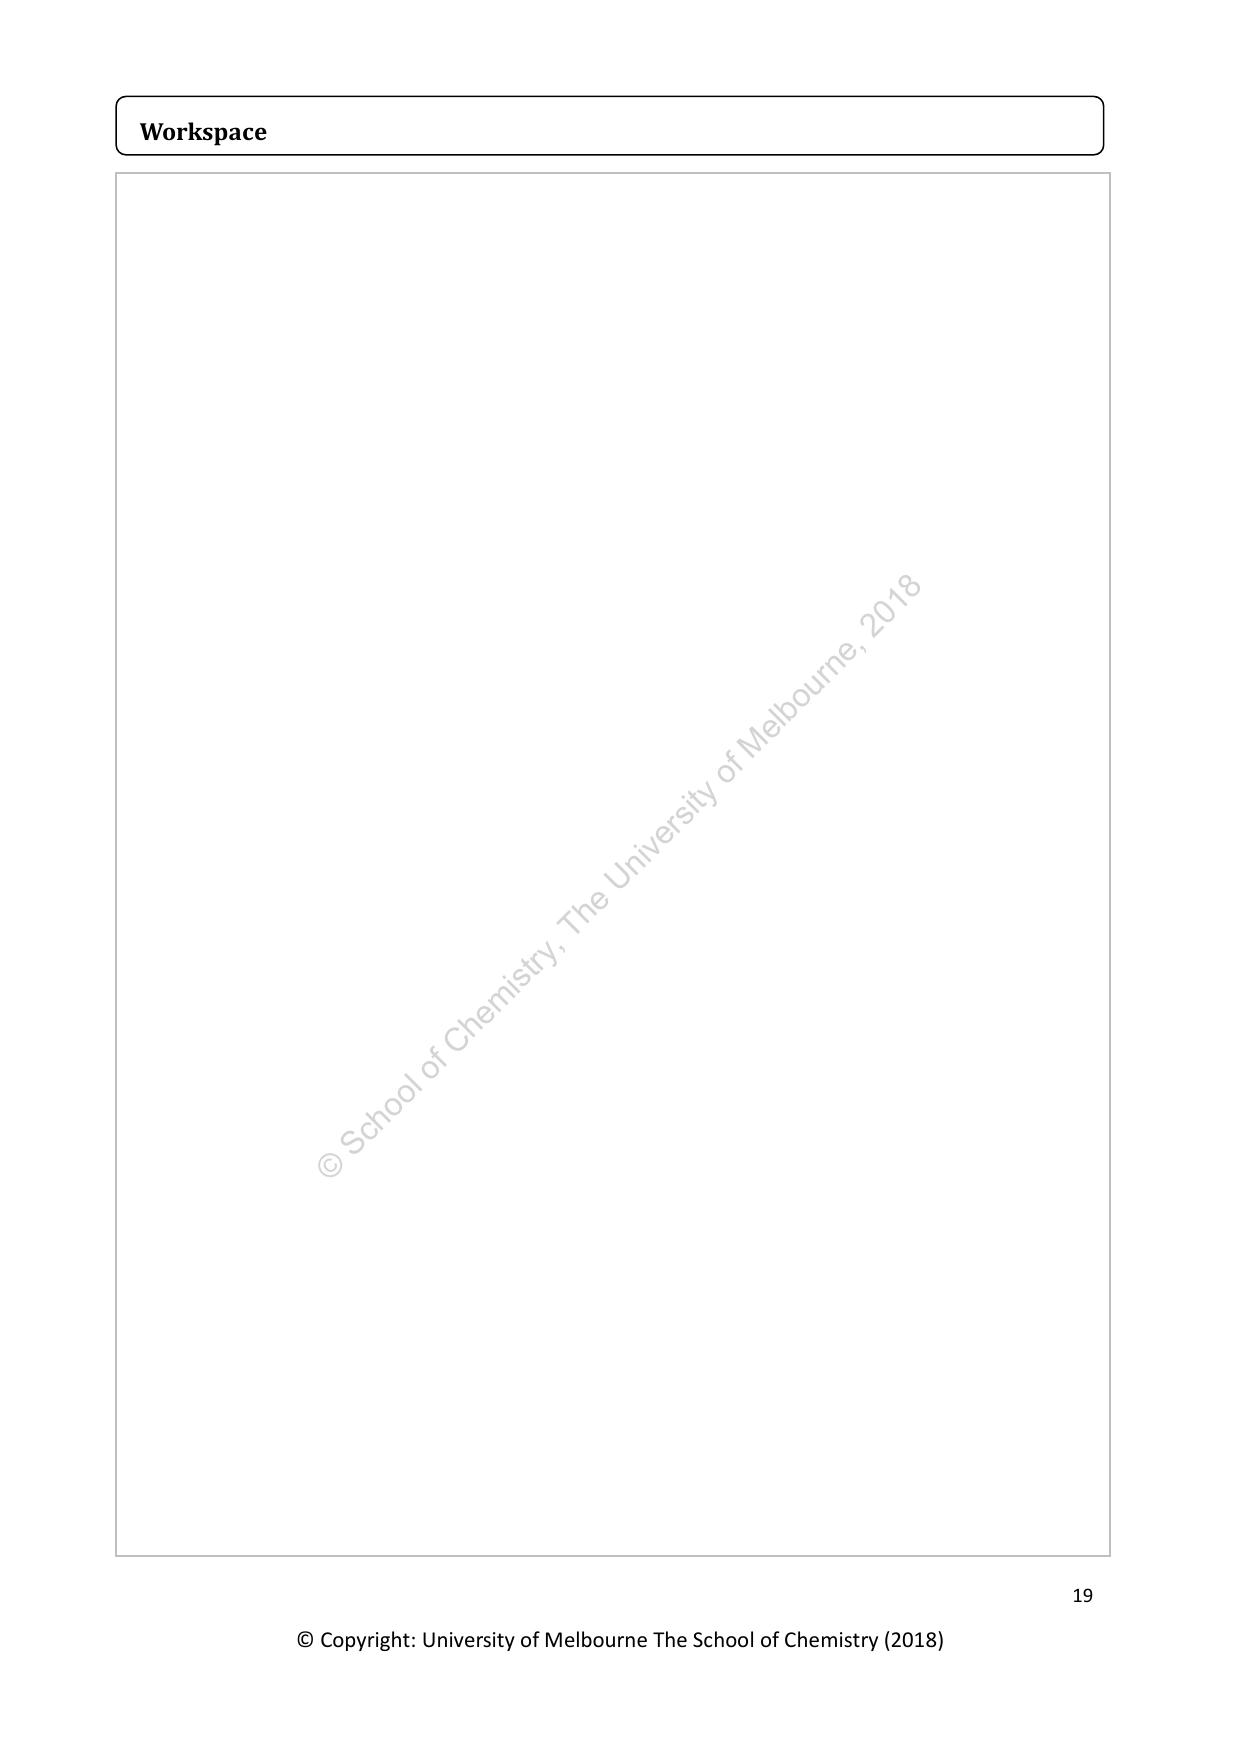 Workspace
© School of Chemistry, The University of Melbourne, 2018
19
© Copyright: University of Melbourne The School of Chemistry (2018)